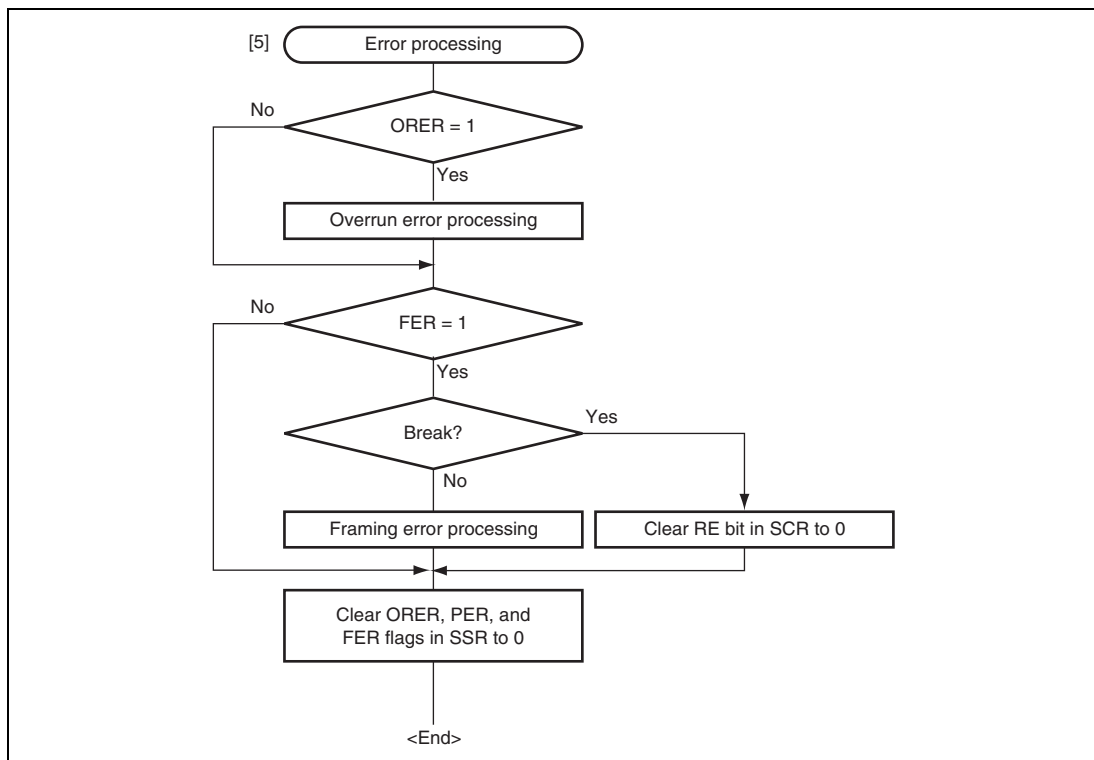 [5] Error processing
No
ORER = 1
Yes
Overrun error processing
No
FER = 1
Yes
Yes
Break?
No
Framing error processing
Clear RE bit in SCR to 0
Clear ORER, PER, and
FER flags in SSR to 0
<End>